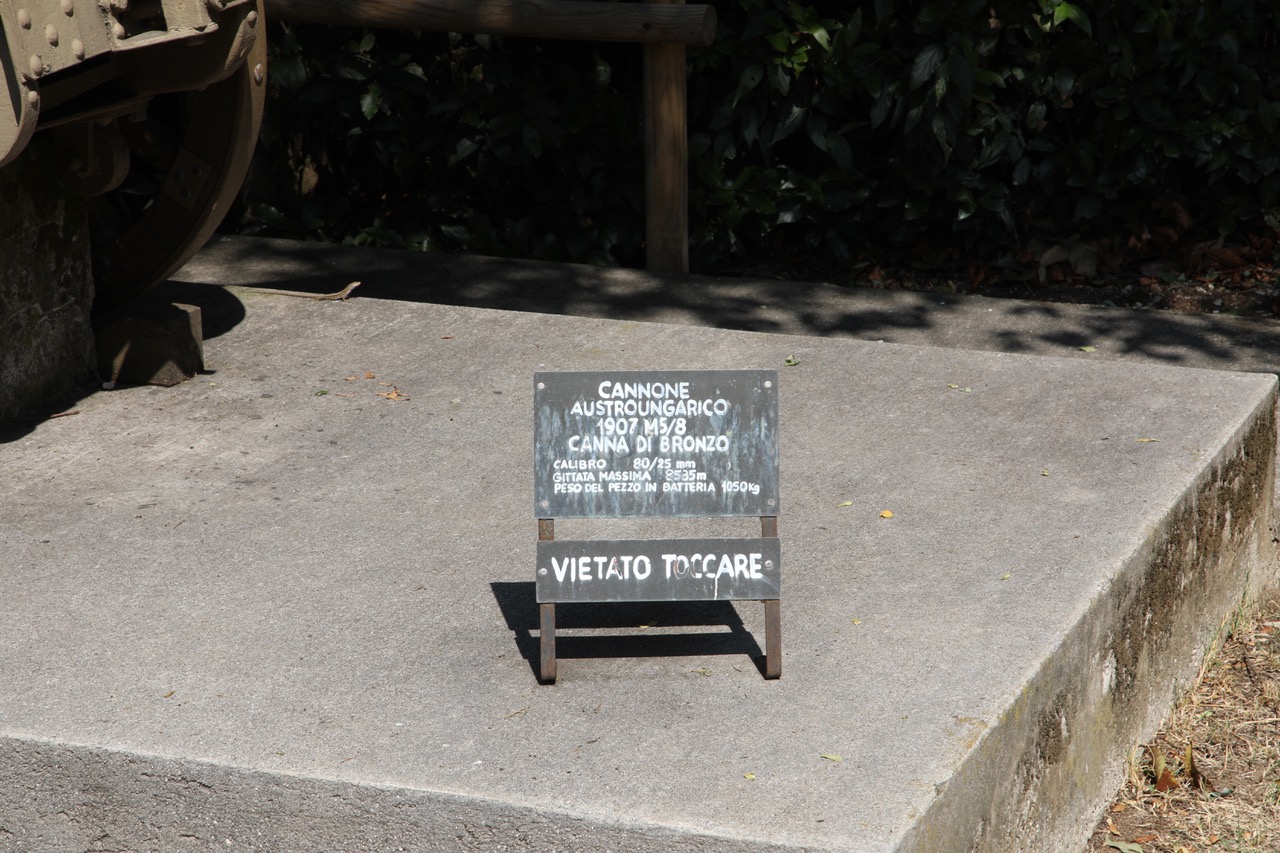 CANNONE
AUSTROUNGARICO
1907 M5/8
CANNA DI BRONZO
CALIBRO 80/25 mm
GITTATA MASSIMA 8535m
PESO DEL PEZZO IN BATTERIA 1050Kg
VIETATO TOCCARE